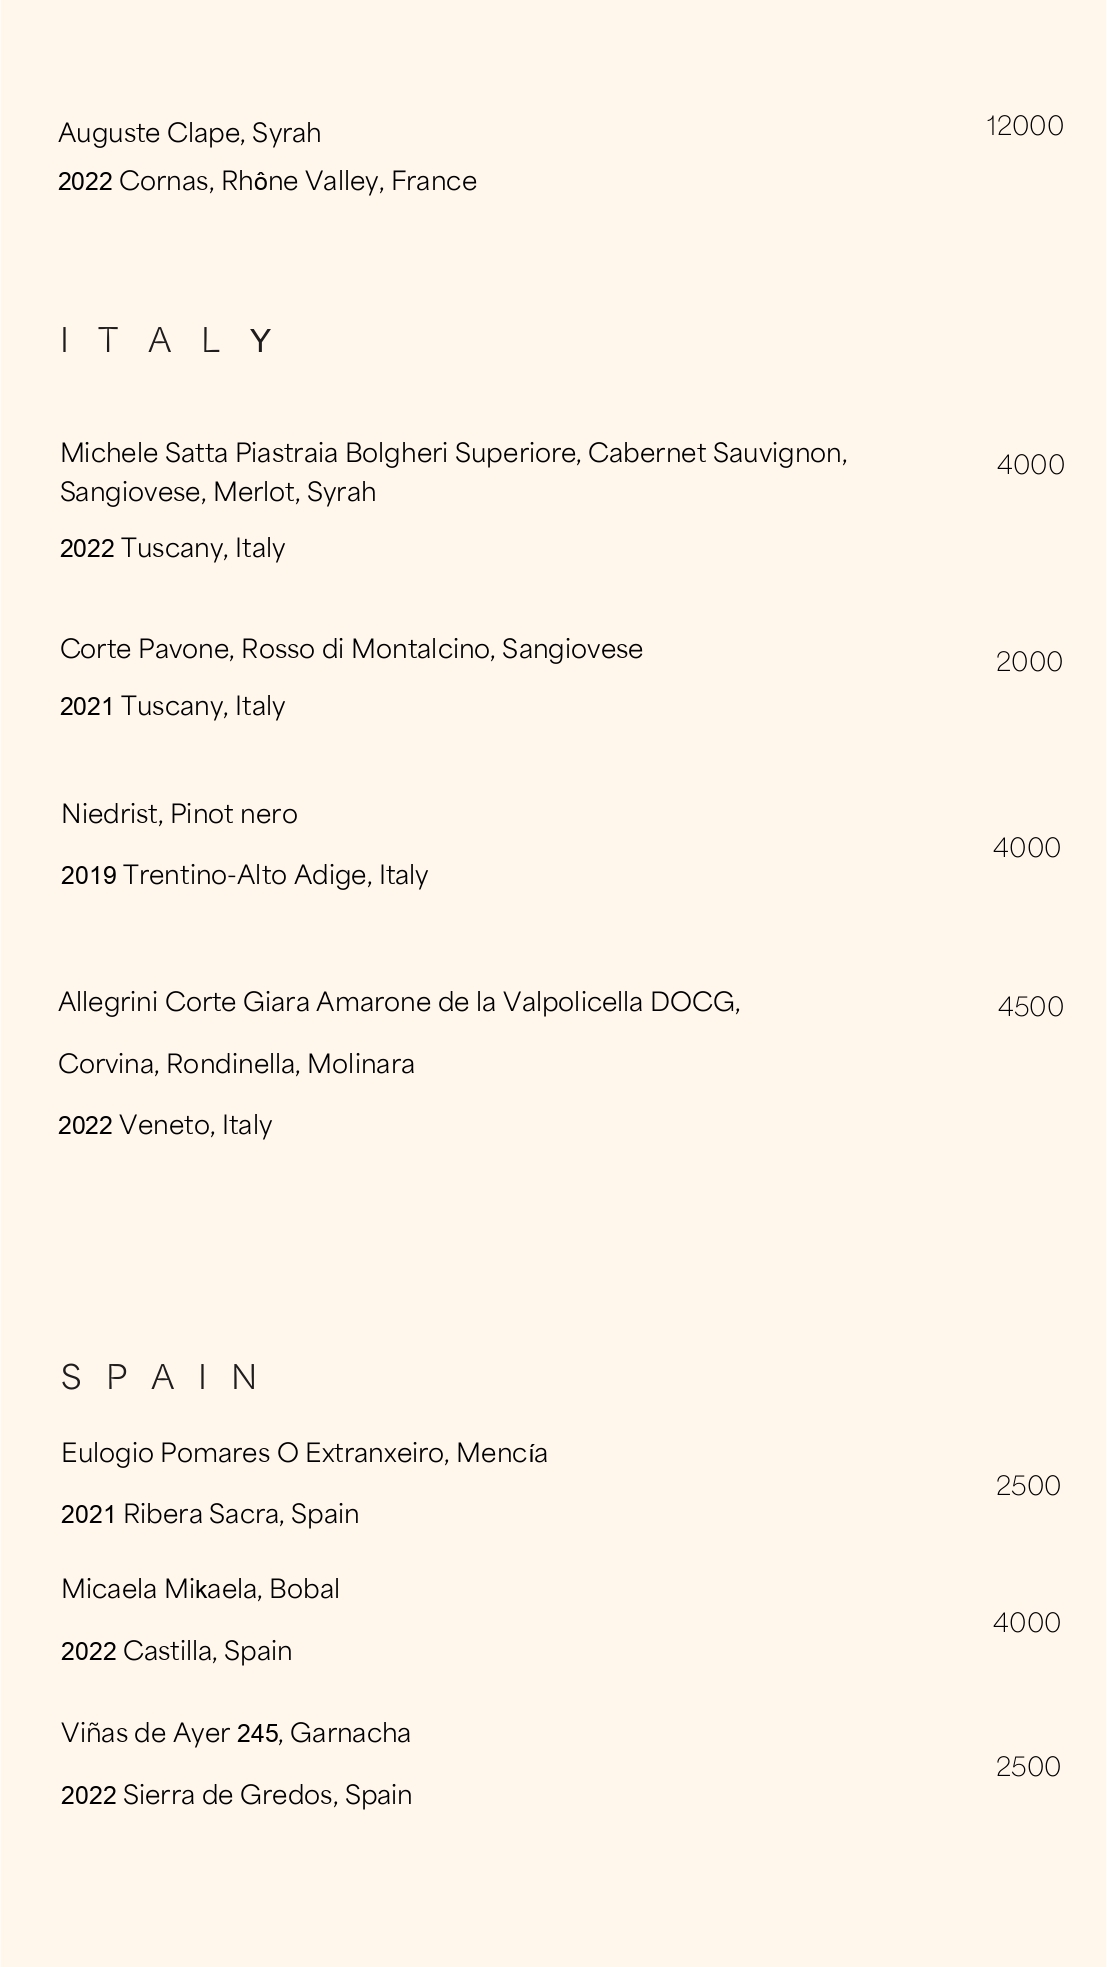 Auguste Clape, Syrah 12000
2022 Cornas, Rhône Valley, France
I T A L Y
Michele Satta Piastraia Bolgheri Superiore, Cabernet Sauvignon, 4000
Sangiovese, Merlot, Syrah
2022 Tuscany, Italy
Corte Pavone, Rosso di Montalcino, Sangiovese 2000
2021 Tuscany, Italy
Niedrist, Pinot nero
4000
2019 Trentino-Alto Adige, Italy
Allegrini Corte Giara Amarone de la Valpolicella DOCG, 4500
Corvina, Rondinella, Molinara
2022 Veneto, Italy
S P A I N
Eulogio Pomares O Extranxeiro, Mencía
2500
2021 Ribera Sacra, Spain
Micaela Mikaela, Bobal
4000
2022 Castilla, Spain
Viñas de Ayer 245, Garnacha
2500
2022 Sierra de Gredos, Spain